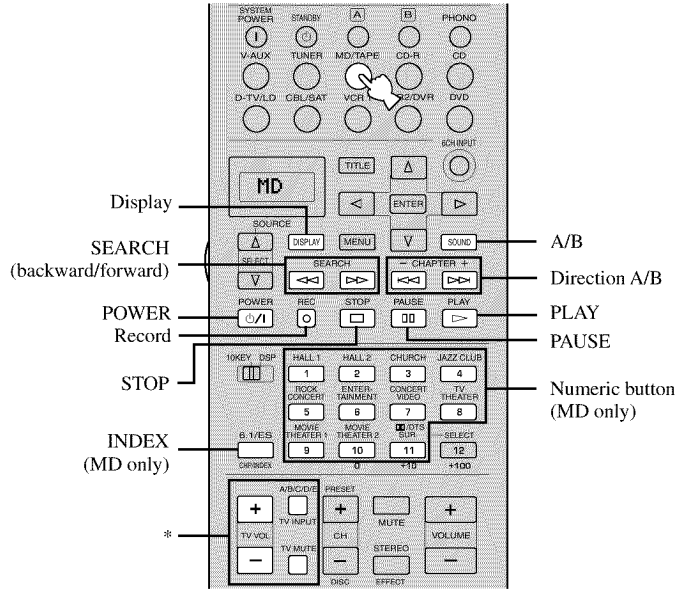 SYSTEM
POWER STANDBY A B PHONO
V-AUX TUNER MD/TAPE CD-R CD
D-TV/LD CBL/SAT VCR R2/DVR DVD
6CH INPUT
TITLE
MD
ENTER
Display
SOURCE
DISPLAY MENU SOUND
A/B
SELECT
SEARCH
(backward/forward)
SEARCH
− CHAPTER +
Direction A/B
POWER REC STOP PAUSE PLAY
POWER
Record
PLAY
PAUSE
STOP
10KEY DSP
HALL 1 HALL 2 CHURCH JAZZ CLUB
1 2 3 4
ROCK CONCERT ENTER-TAINMENT CONCERT VIDEO TV THEATER
5 6 7 8
Numeric button
(MD only)
MOVIE THEATER 1 MOVIE THEATER 2 /DTS SUR. SELECT
9 10 11 12
0 +10 +100
INDEX
(MD only)
6.1/ES
CHP/INDEX
A/B/C/D/E PRESET
+ TV INPUT + MUTE +
TV VOL CH VOLUME
*
− TV MUTE − STEREO −
DISC EFFECT